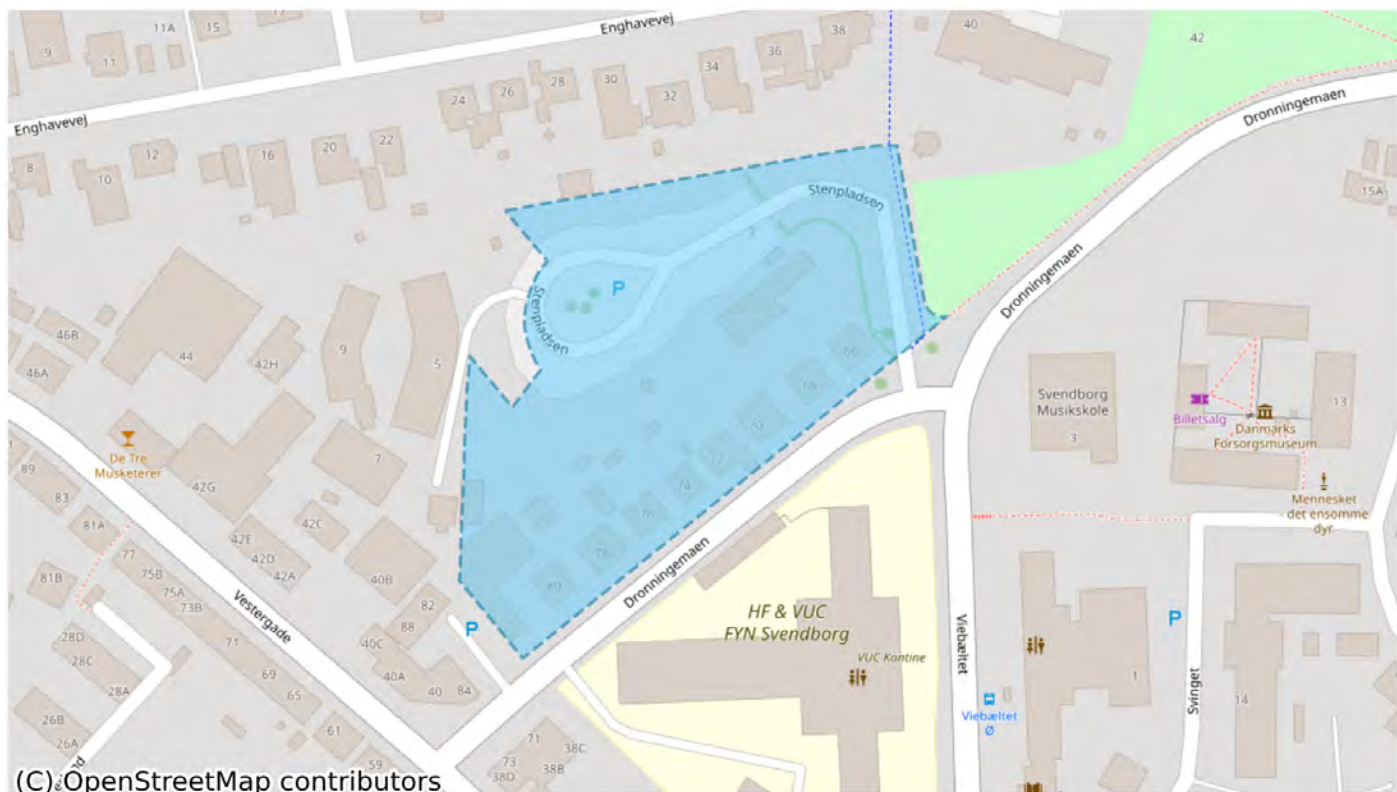 Enghavevej
40
38
42
36
34
11A
15
9
11
30
28
26
24
32
Dronningemaen
Enghavevej
22
20
16
12
8
10
15A
Stenpladsen
3
Dronningemaen
P
Stenpladsen
46B
46A
44
42H
9
5
66
68
Svendborg
Musikskole
3
Billetsalg
Danmarks
Forsorgsmuseum
13
De Tre
Musketerer
89
83
42G
7
70
72
74
76
Mennesket
det ensomme
dyr
81A
42C
42E
42D
42A
77
75B
75A
73B
81B
40B
78
80
Dronningemaen
82
88
P
Vestergade
71
28D
28C
28A
40C
40A
40
84
69
65
61
59
26B
26A
HF & VUC
FYN Svendborg
VUC Kantine
Viebæltet
P
1
Svinget
14
Viebæltet
Ø
71
73
38C
38D
38B
(C) OpenStreetMap contributors